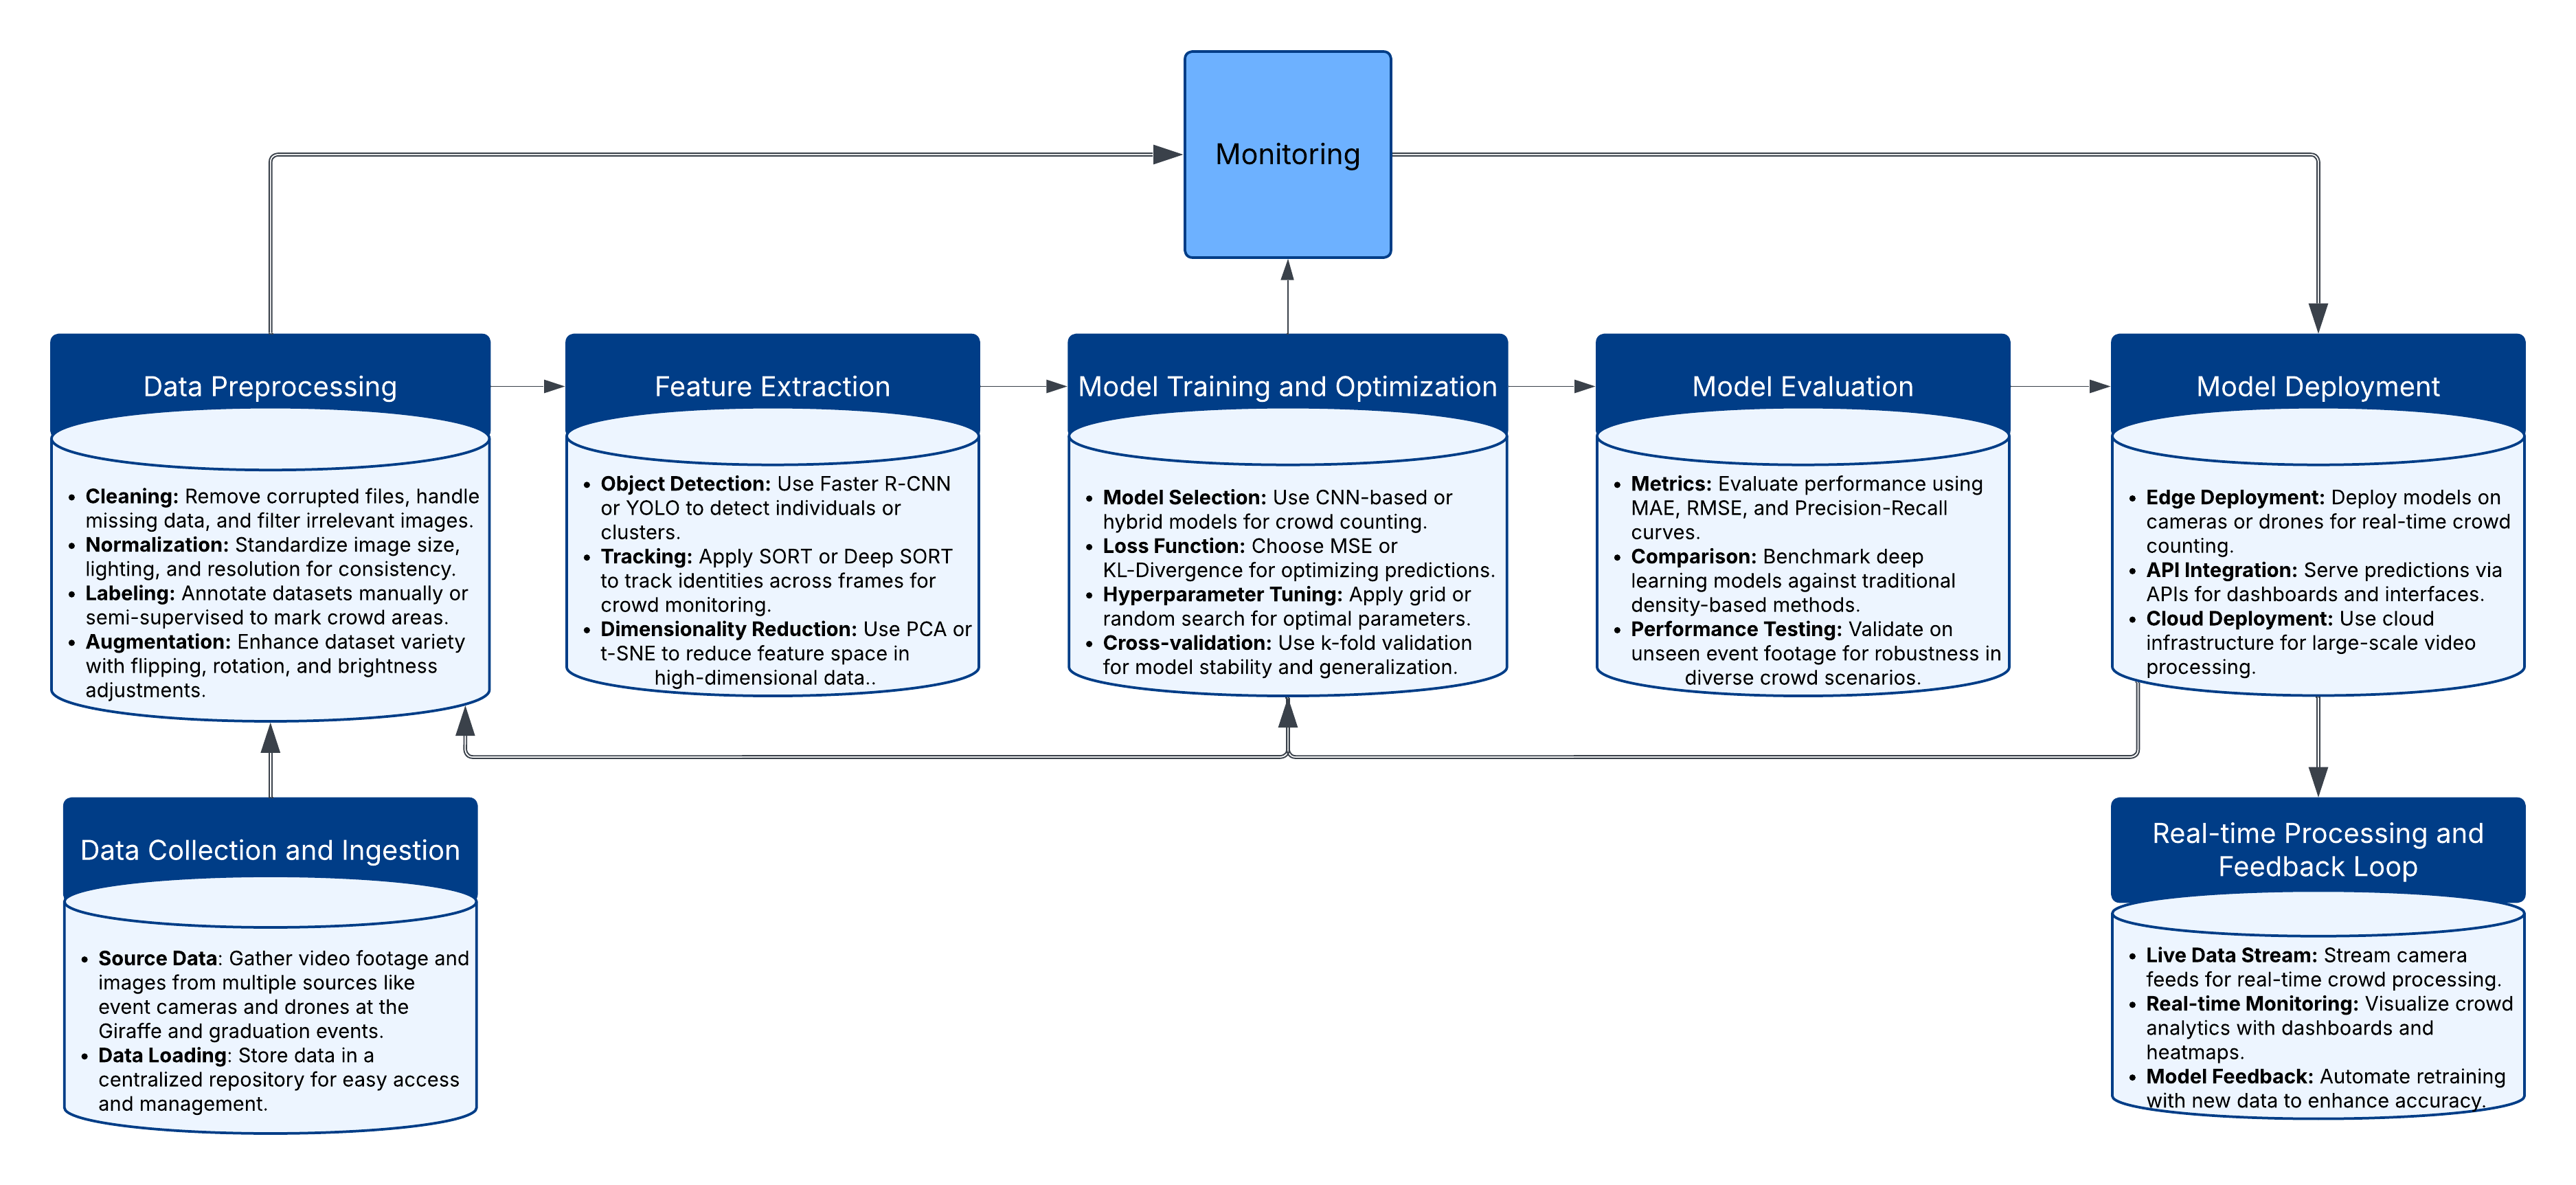 Monitoring
Data Preprocessing
• Cleaning: Remove corrupted files, handle
missing data, and filter irrelevant images.
• Normalization: Standardize image size,
lighting, and resolution for consistency.
• Labeling: Annotate datasets manually or
semi-supervised to mark crowd areas.
• Augmentation: Enhance dataset variety
with flipping, rotation, and brightness
adjustments.
Feature Extraction
• Object Detection: Use Faster R-CNN
or YOLO to detect individuals or
clusters.
• Tracking: Apply SORT or Deep SORT
to track identities across frames for
crowd monitoring.
• Dimensionality Reduction: Use PCA or
t-SNE to reduce feature space in
high-dimensional data..
Model Training and Optimization
• Model Selection: Use CNN-based or
hybrid models for crowd counting.
• Loss Function: Choose MSE or
KL-Divergence for optimizing predictions.
• Hyperparameter Tuning: Apply grid or
random search for optimal parameters.
• Cross-validation: Use k-fold validation
for model stability and generalization.
Model Evaluation
• Metrics: Evaluate performance using
MAE, RMSE, and Precision-Recall
curves.
• Comparison: Benchmark deep
learning models against traditional
density-based methods.
• Performance Testing: Validate on
unseen event footage for robustness in
diverse crowd scenarios.
Model Deployment
• Edge Deployment: Deploy models on
cameras or drones for real-time crowd
counting.
• API Integration: Serve predictions via
APIs for dashboards and interfaces.
• Cloud Deployment: Use cloud
infrastructure for large-scale video
processing.
Data Collection and Ingestion
• Source Data: Gather video footage and
images from multiple sources like
event cameras and drones at the
Giraffe and graduation events.
• Data Loading: Store data in a
centralized repository for easy access
and management.
Real-time Processing and
Feedback Loop
• Live Data Stream: Stream camera
feeds for real-time crowd processing.
• Real-time Monitoring: Visualize crowd
analytics with dashboards and
heatmaps.
• Model Feedback: Automate retraining
with new data to enhance accuracy.